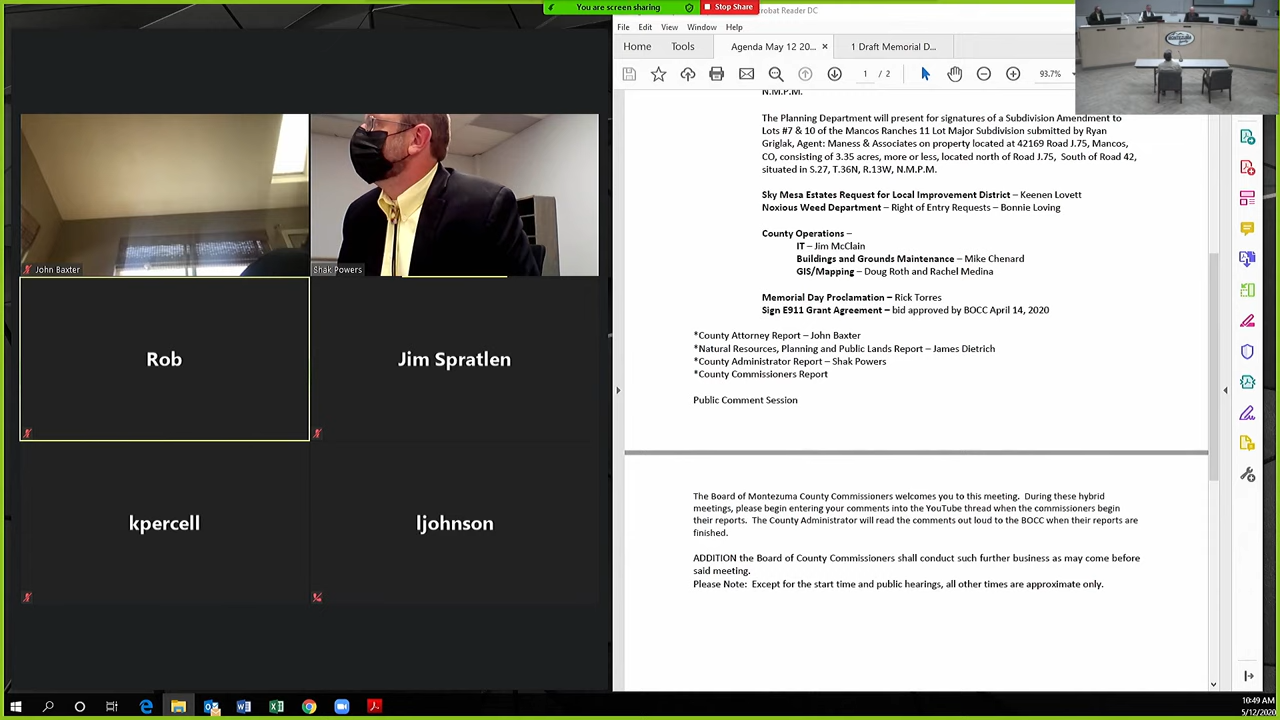 You are screen sharing
Stop Share
obat Reader DC
File Edit View Window Help
Home Tools Agenda May 12 20... × 1 Draft Memorial D...
1 / 2 93.7%
MONTEZUMA
N.M.P.M.
The Planning Department will present for signatures of a Subdivision Amendment to
Lots #7 & 10 of the Mancos Ranches 11 Lot Major Subdivision submitted by Ryan
Griglak, Agent: Maness & Associates on property located at 42169 Road J.75, Mancos,
CO, consisting of 3.35 acres, more or less, located north of Road J.75, South of Road 42,
situated in S.27, T.36N, R.13W, N.M.P.M.
Sky Mesa Estates Request for Local Improvement District – Keenen Lovett
Noxious Weed Department – Right of Entry Requests – Bonnie Loving
County Operations –
IT – Jim McClain
Buildings and Grounds Maintenance – Mike Chenard
GIS/Mapping – Doug Roth and Rachel Medina
Memorial Day Proclamation – Rick Torres
Sign E911 Grant Agreement – bid approved by BOCC April 14, 2020
*County Attorney Report – John Baxter
*Natural Resources, Planning and Public Lands Report – James Dietrich
*County Administrator Report – Shak Powers
*County Commissioners Report
Public Comment Session
The Board of Montezuma County Commissioners welcomes you to this meeting. During these hybrid
meetings, please begin entering your comments into the YouTube thread when the commissioners begin
their reports. The County Administrator will read the comments out loud to the BOCC when their reports are
finished.
ADDITION the Board of County Commissioners shall conduct such further business as may come before
said meeting.
Please Note: Except for the start time and public hearings, all other times are approximate only.
John Baxter
Shak Powers
Rob
Jim Spratlen
kpercell
ljohnson
10:49 AM
5/12/2020